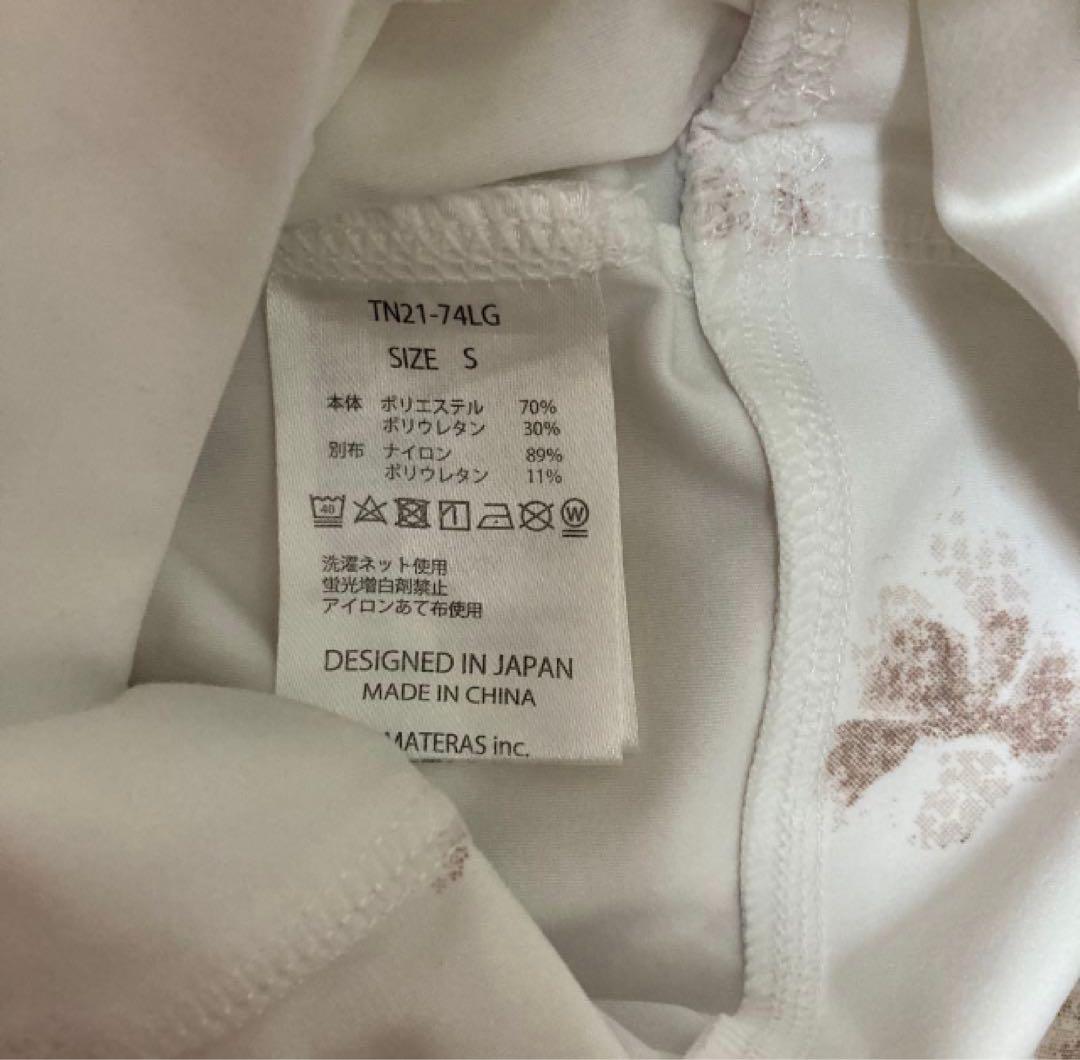 TN21-74LG
SIZE S
本体 ポリエステル 70%
ポリウレタン 30%
別布 ナイロン 89%
ポリウレタン 11%
40
W
洗濯ネット使用
蛍光増白剤禁止
アイロンあて布使用
DESIGNED IN JAPAN
MADE IN CHINA
MATERAS inc.